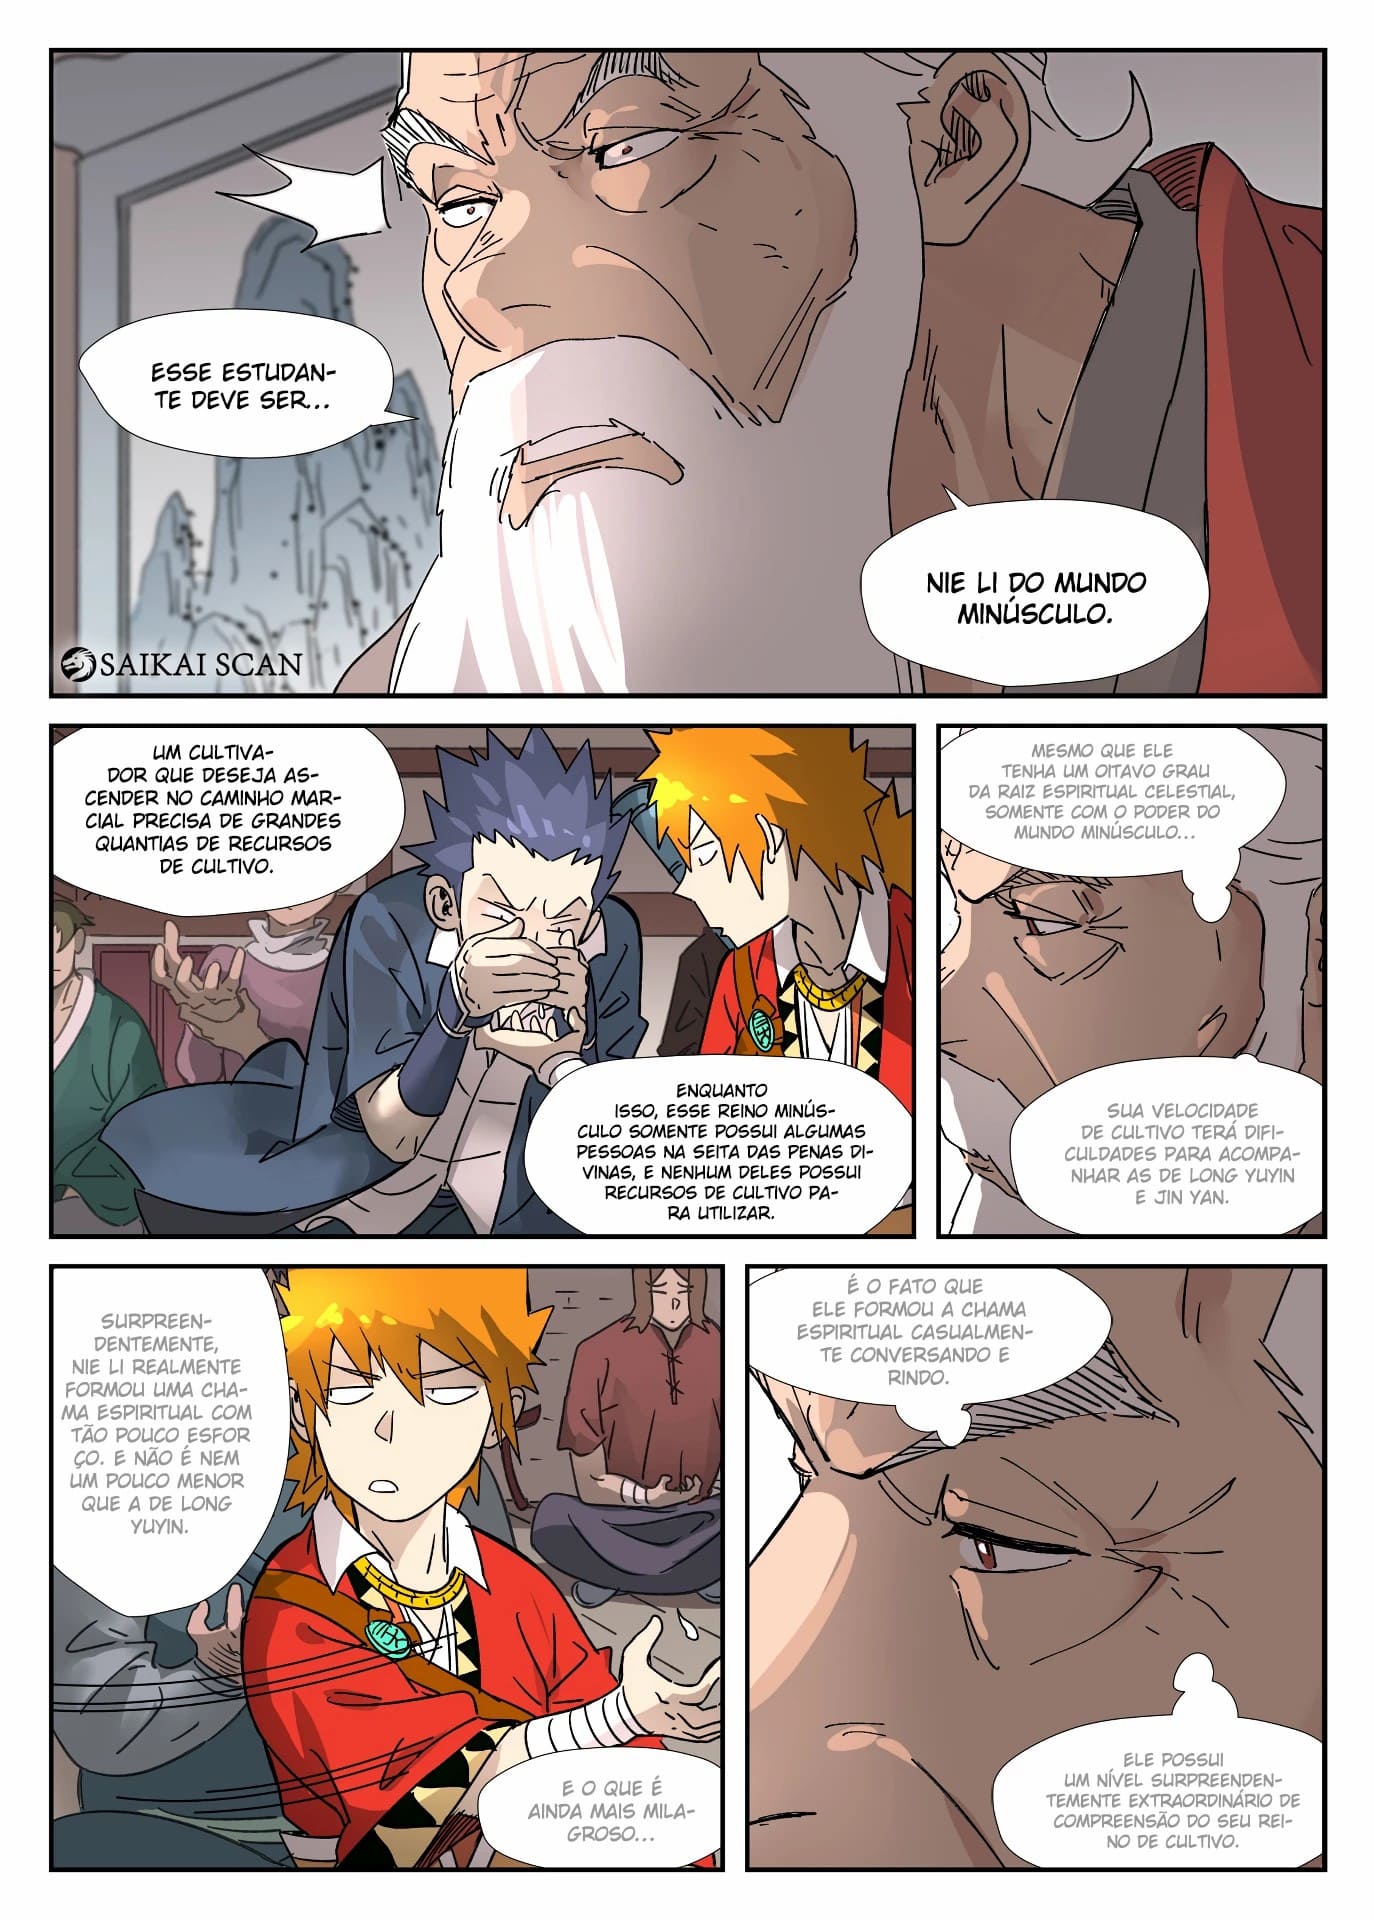 ESSE ESTUDAN-
TE DEVE SER...
NIE LI DO MUNDO
MINÚSCULO.
SAIKAI SCAN
UM CULTIVA-
DOR QUE DESEJA AS-
CENDER NO CAMINHO MAR-
CIAL PRECISA DE GRANDES
QUANTIAS DE RECURSOS
DE CULTIVO.
ENQUANTO
ISSO, ESSE REINO MINÚS-
CULO SOMENTE POSSUI ALGUMAS
PESSOAS NA SEITA DAS PENAS DI-
VINAS, E NENHUM DELES POSSUI
RECURSOS DE CULTIVO PA-
RA UTILIZAR.
MESMO QUE ELE
TENHA UM OITAVO GRAU
DA RAIZ ESPIRITUAL CELESTIAL,
SOMENTE COM O PODER DO
MUNDO MINÚSCULO...
SUA VELOCIDADE
DE CULTIVO TERÁ DIFI-
CULDADES PARA ACOMPA-
NHAR AS DE LONG YUYIN
E JIN YAN.
SURPREEN-
DENTEMENTE,
NIE LI REALMENTE
FORMOU UMA CHA-
MA ESPIRITUAL COM
TÃO POUCO ESFOR
ÇO. E NÃO É NEM
UM POUCO MENOR
QUE A DE LONG
YUYIN.
E O QUE É
AINDA MAIS MILA-
GROSO...
É O FATO QUE
ELE FORMOU A CHAMA
ESPIRITUAL CASUALMEN-
TE CONVERSANDO E
RINDO.
ELE POSSUI
UM NÍVEL SURPREENDEN-
TEMENTE EXTRAORDINÁRIO DE
COMPREENSÃO DO SEU REI-
NO DE CULTIVO.